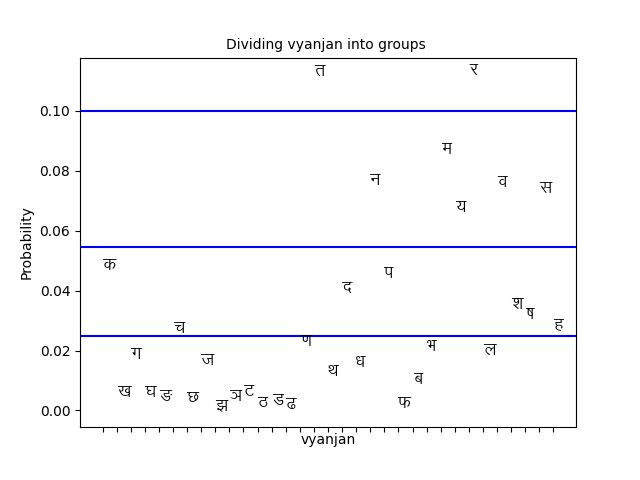 Dividing vyanjan into groups
त र
0.10
म
0.08
न व स
य
0.06
क
प
0.04
द
श
ष
च ह
ण
भ
0.02
ग ल
ज ध
थ
ब
ख घ ङ छ ञ ट
ठ ड ढ फ
झ
0.00
Probability
vyanjan